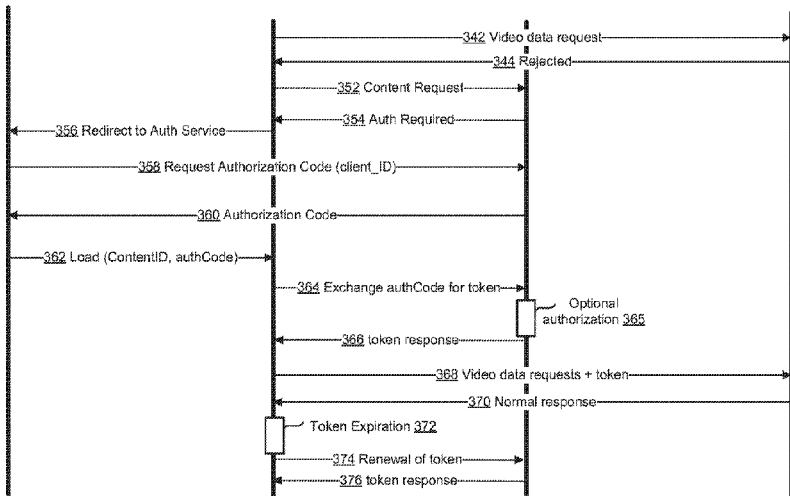 342 Video data request
344 Rejected
352 Content Request
354 Auth Required
356 Redirect to Auth Service
358 Request Authorization Code (client_ID)
360 Authorization Code
362 Load (ContentID, authCode)
364 Exchange authCode for token
Optional
authorization 365
366 token response
368 Video data requests + token
370 Normal response
Token Expiration 372
374 Renewal of token
376 token response